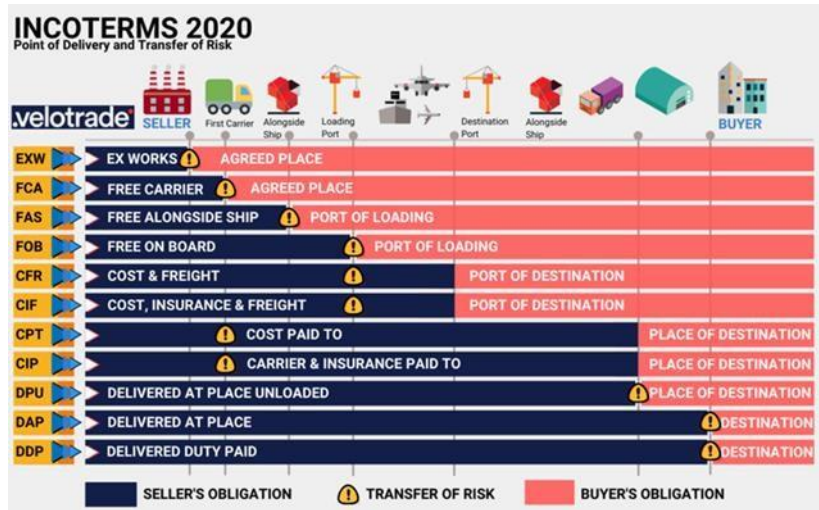 INCOTERMS 2020
Point of Delivery and Transfer of Risk
.velotrade
SELLER
First Carrier
Alongside
Ship
Loading
Port
Destination
Port
Alongside
Ship
BUYER
EXW EX WORKS AGREED PLACE
FCA FREE CARRIER AGREED PLACE
FAS FREE ALONGSIDE SHIP PORT OF LOADING
FOB FREE ON BOARD PORT OF LOADING
CFR COST & FREIGHT PORT OF DESTINATION
CIF COST, INSURANCE & FREIGHT PORT OF DESTINATION
CPT COST PAID TO PLACE OF DESTINATION
CIP CARRIER & INSURANCE PAID TO PLACE OF DESTINATION
DPU DELIVERED AT PLACE UNLOADED PLACE OF DESTINATION
DAP DELIVERED AT PLACE DESTINATION
DDP DELIVERED DUTY PAID DESTINATION
SELLER'S OBLIGATION TRANSFER OF RISK BUYER'S OBLIGATION